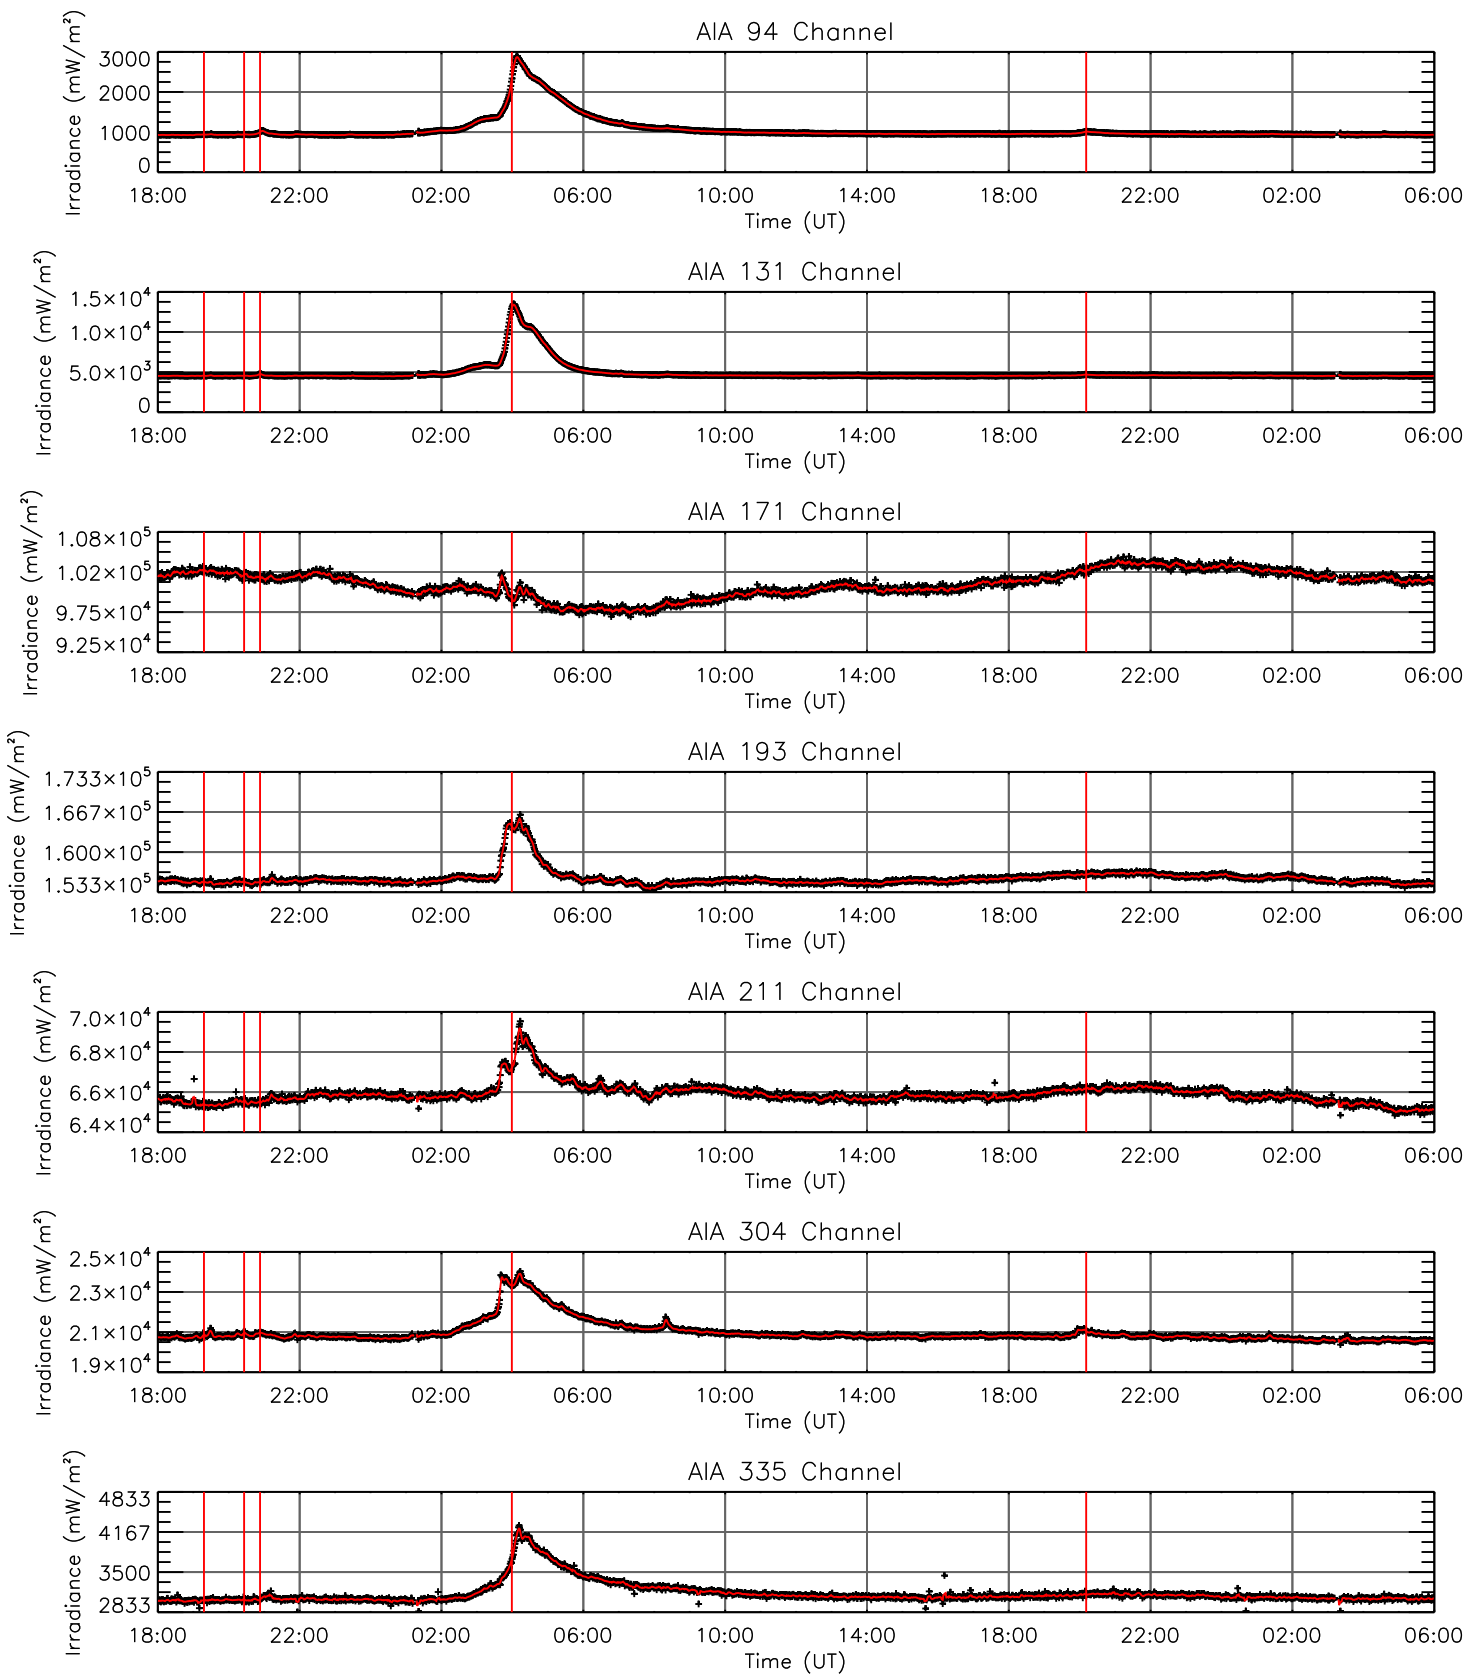 AIA 94 Channel
Irradiance (mW/m²)
3000
2000
1000
0
18:00 22:00 02:00 06:00 10:00 14:00 18:00 22:00 02:00 06:00
Time (UT)
AIA 131 Channel
Irradiance (mW/m²)
1.5×10⁴
1.0×10⁴
5.0×10³
0
18:00 22:00 02:00 06:00 10:00 14:00 18:00 22:00 02:00 06:00
Time (UT)
AIA 171 Channel
Irradiance (mW/m²)
1.08×10⁵
1.02×10⁵
9.75×10⁴
9.25×10⁴
18:00 22:00 02:00 06:00 10:00 14:00 18:00 22:00 02:00 06:00
Time (UT)
AIA 193 Channel
Irradiance (mW/m²)
1.733×10⁵
1.667×10⁵
1.600×10⁵
1.533×10⁵
18:00 22:00 02:00 06:00 10:00 14:00 18:00 22:00 02:00 06:00
Time (UT)
AIA 211 Channel
Irradiance (mW/m²)
7.0×10⁴
6.8×10⁴
6.6×10⁴
6.4×10⁴
18:00 22:00 02:00 06:00 10:00 14:00 18:00 22:00 02:00 06:00
Time (UT)
AIA 304 Channel
Irradiance (mW/m²)
2.5×10⁴
2.3×10⁴
2.1×10⁴
1.9×10⁴
18:00 22:00 02:00 06:00 10:00 14:00 18:00 22:00 02:00 06:00
Time (UT)
AIA 335 Channel
Irradiance (mW/m²)
4833
4167
3500
2833
18:00 22:00 02:00 06:00 10:00 14:00 18:00 22:00 02:00 06:00
Time (UT)